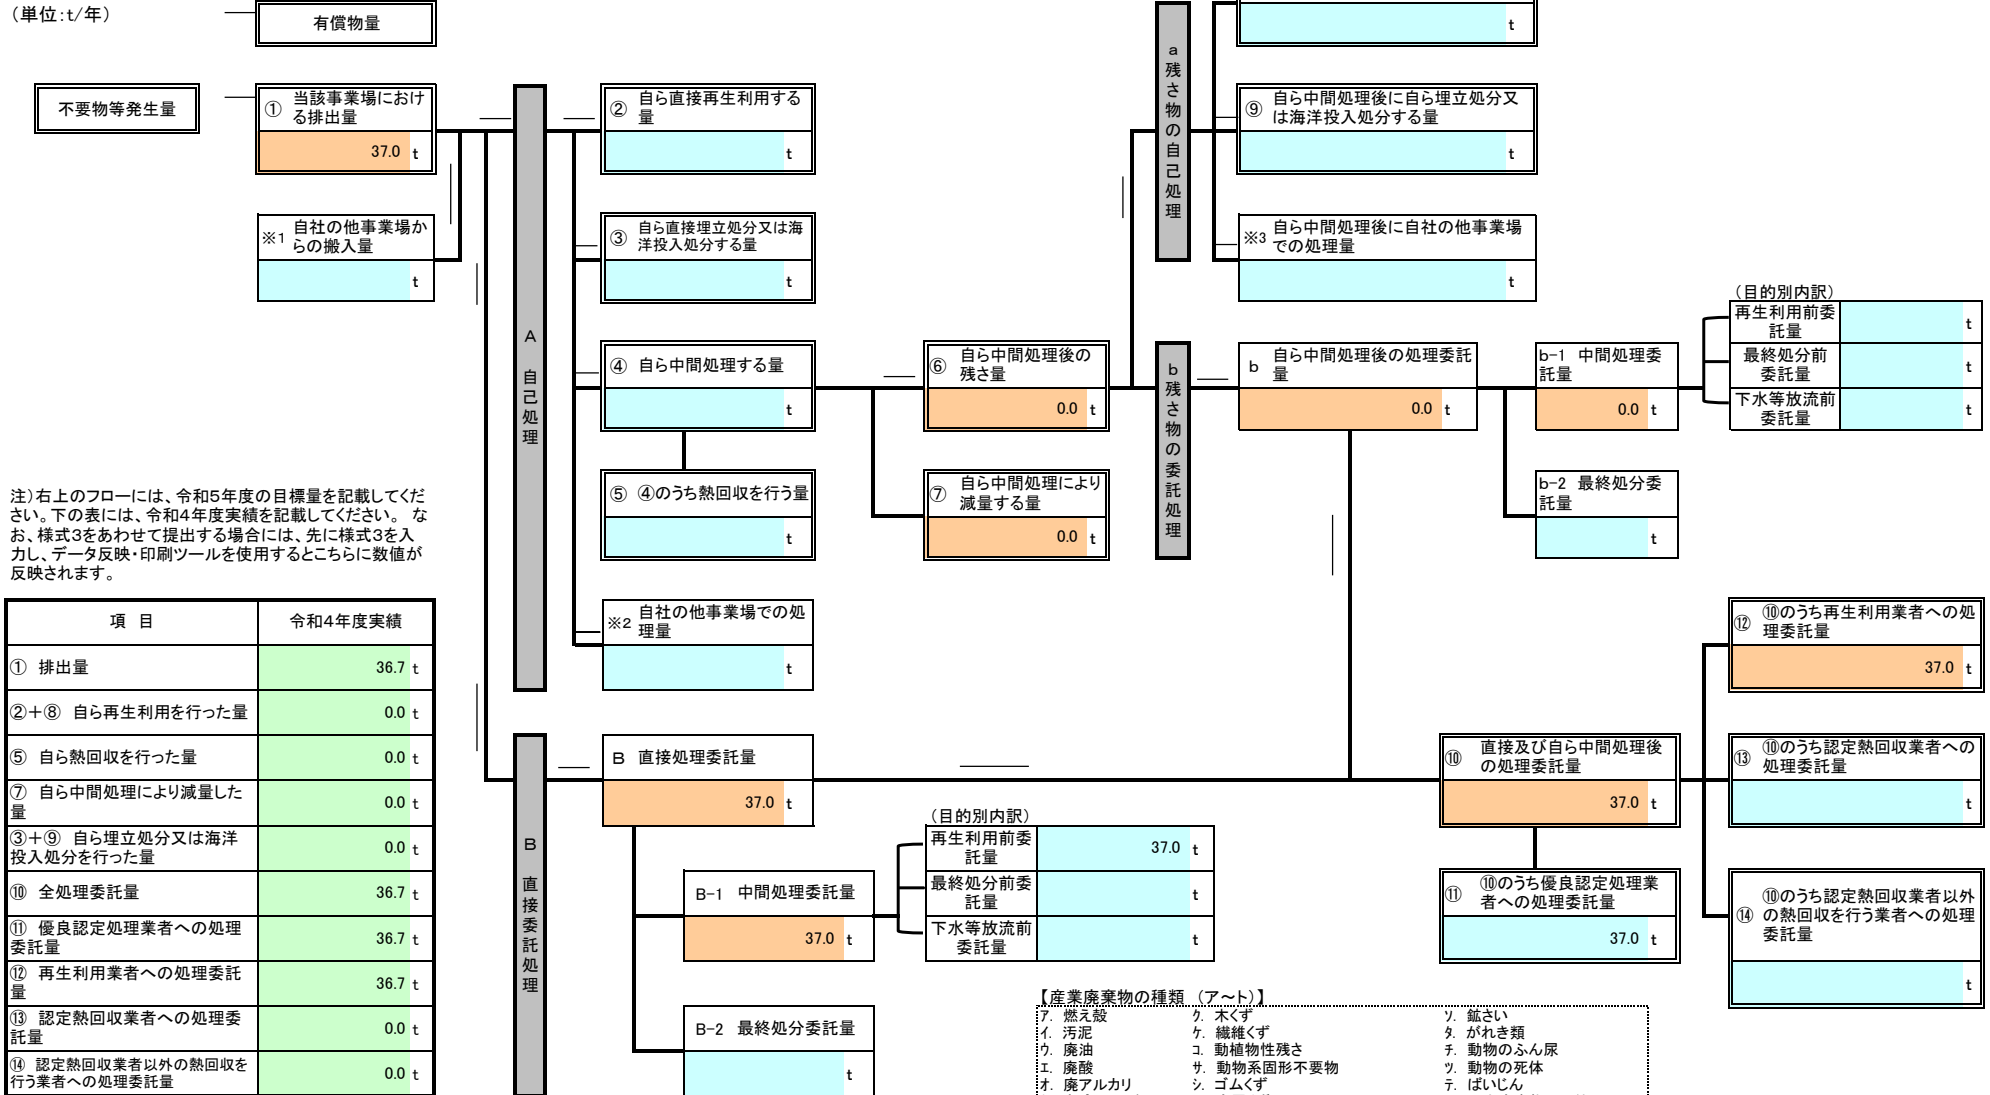 （単位:t/年）
有償物量
t
不要物等発生量
① 当該事業場におけ
る排出量
37.0 t
② 自ら直接再生利用する
量
t
a 残さ物の自己処理
⑨ 自ら中間処理後に自ら埋立処分又
は海洋投入処分する量
t
※1 自社の他事業場か
らの搬入量
t
③ 自ら直接埋立処分又は海
洋投入処分する量
t
※3 自ら中間処理後に自社の他事業場
での処理量
t
A 自己処理
④ 自ら中間処理する量
t
⑥ 自ら中間処理後の
残さ量
0.0 t
b 残さ物の委託処理
b 自ら中間処理後の処理委託
量
0.0 t
b-1 中間処理委
託量
0.0 t
（目的別内訳）
再生利用前委
託量
t
最終処分前
委託量
t
下水等放流前
委託量
t
⑤ ④のうち熱回収を行う量
t
⑦ 自ら中間処理により
減量する量
0.0 t
b-2 最終処分委
託量
t
注）右上のフローには、令和5年度の目標量を記載してくだ
さい。下の表には、令和4年度実績を記載してください。 な
お、様式3をあわせて提出する場合には、先に様式3を入
力し、データ反映・印刷ツールを使用するとこちらに数値が
反映されます。
項 目 令和4年度実績
① 排出量 36.7 t
②＋⑧ 自ら再生利用を行った量 0.0 t
⑤ 自ら熱回収を行った量 0.0 t
⑦ 自ら中間処理により減量した
量 0.0 t
③＋⑨ 自ら埋立処分又は海洋
投入処分を行った量 0.0 t
⑩ 全処理委託量 36.7 t
⑪ 優良認定処理業者への処理
委託量 36.7 t
⑫ 再生利用業者への処理委託
量 36.7 t
⑬ 認定熱回収業者への処理委
託量 0.0 t
⑭ 認定熱回収業者以外の熱回収を
行う業者への処理委託量 0.0 t
※2 自社の他事業場での処
理量
t
B 直接委託処理
B 直接処理委託量
37.0 t
B-1 中間処理委託量
37.0 t
（目的別内訳）
再生利用前委
託量
37.0 t
最終処分前委
託量
t
下水等放流前
委託量
t
B-2 最終処分委託量
t
⑩ 直接及び自ら中間処理後
の処理委託量
37.0 t
⑪ ⑩のうち優良認定処理業
者への処理委託量
37.0 t
⑫ ⑩のうち再生利用業者への処
理委託量
37.0 t
⑬ ⑩のうち認定熱回収業者への
処理委託量
t
⑭ ⑩のうち認定熱回収業者以外
の熱回収を行う業者への処理
委託量
t
【産業廃棄物の種類 （ア～ト）】
ア. 燃え殻 ク. 木くず ソ. 鉱さい
イ. 汚泥 ケ. 繊維くず タ. がれき類
ウ. 廃油 コ. 動植物性残さ チ. 動物のふん尿
エ. 廃酸 サ. 動物系固形不要物 ツ. 動物の死体
オ. 廃アルカリ シ. ゴムくず テ. ばいじん